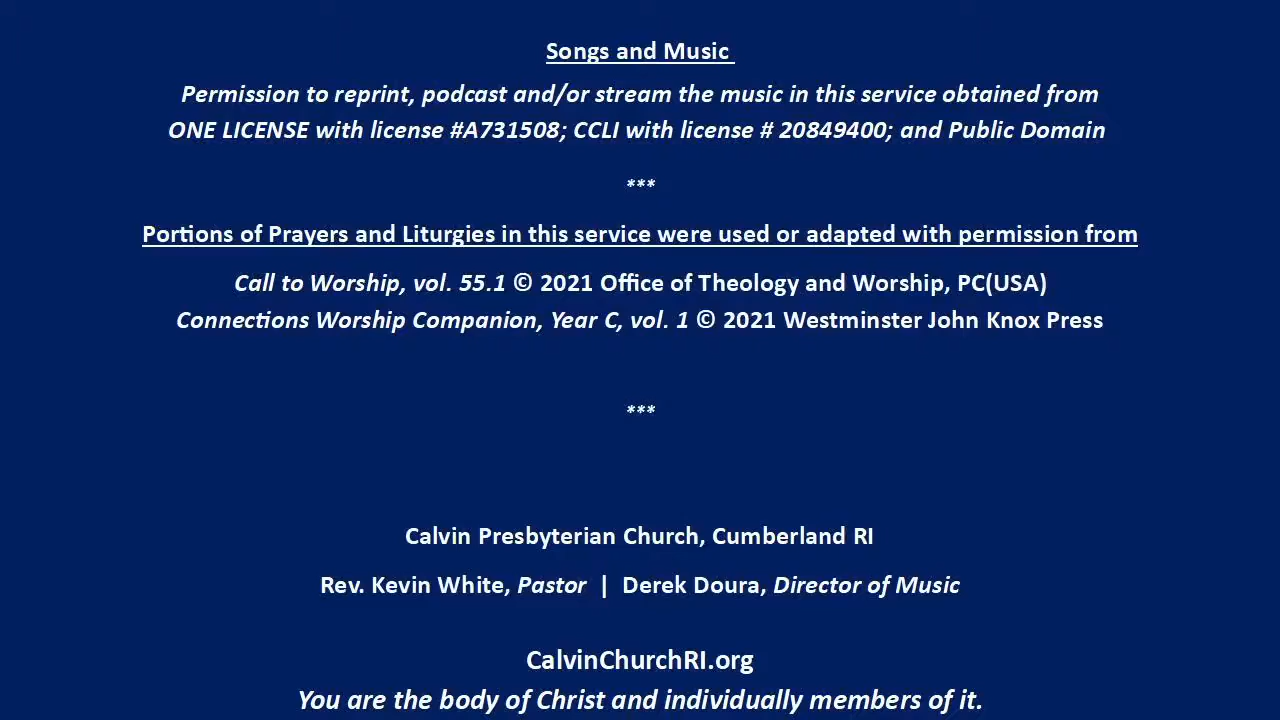 Songs and Music
Permission to reprint, podcast and/or stream the music in this service obtained from
ONE LICENSE with license #A731508; CCLI with license # 20849400; and Public Domain
***
Portions of Prayers and Liturgies in this service were used or adapted with permission from
Call to Worship, vol. 55.1 © 2021 Office of Theology and Worship, PC(USA)
Connections Worship Companion, Year C, vol. 1 © 2021 Westminster John Knox Press
***
Calvin Presbyterian Church, Cumberland RI
Rev. Kevin White, Pastor | Derek Doura, Director of Music
CalvinChurchRI.org
You are the body of Christ and individually members of it.